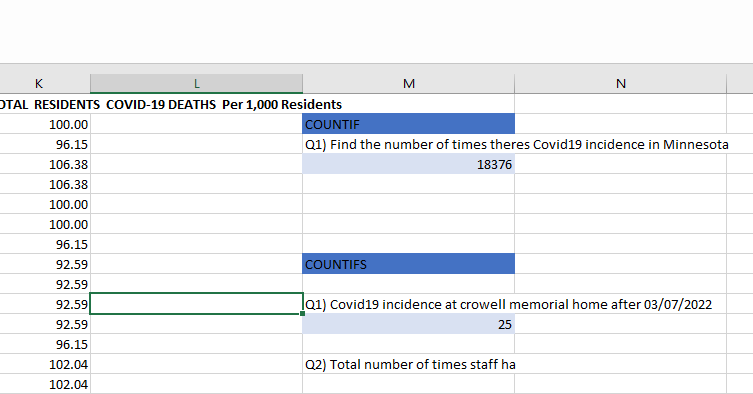 K L M N
OTAL RESIDENTS COVID-19 DEATHS Per 1,000 Residents
100.00 COUNTIF
96.15 Q1) Find the number of times theres Covid19 incidence in Minnesota
106.38 18376
106.38
100.00
100.00
96.15
92.59 COUNTIFS
92.59
92.59 Q1) Covid19 incidence at crowell memorial home after 03/07/2022
92.59 25
96.15
102.04 Q2) Total number of times staff ha
102.04